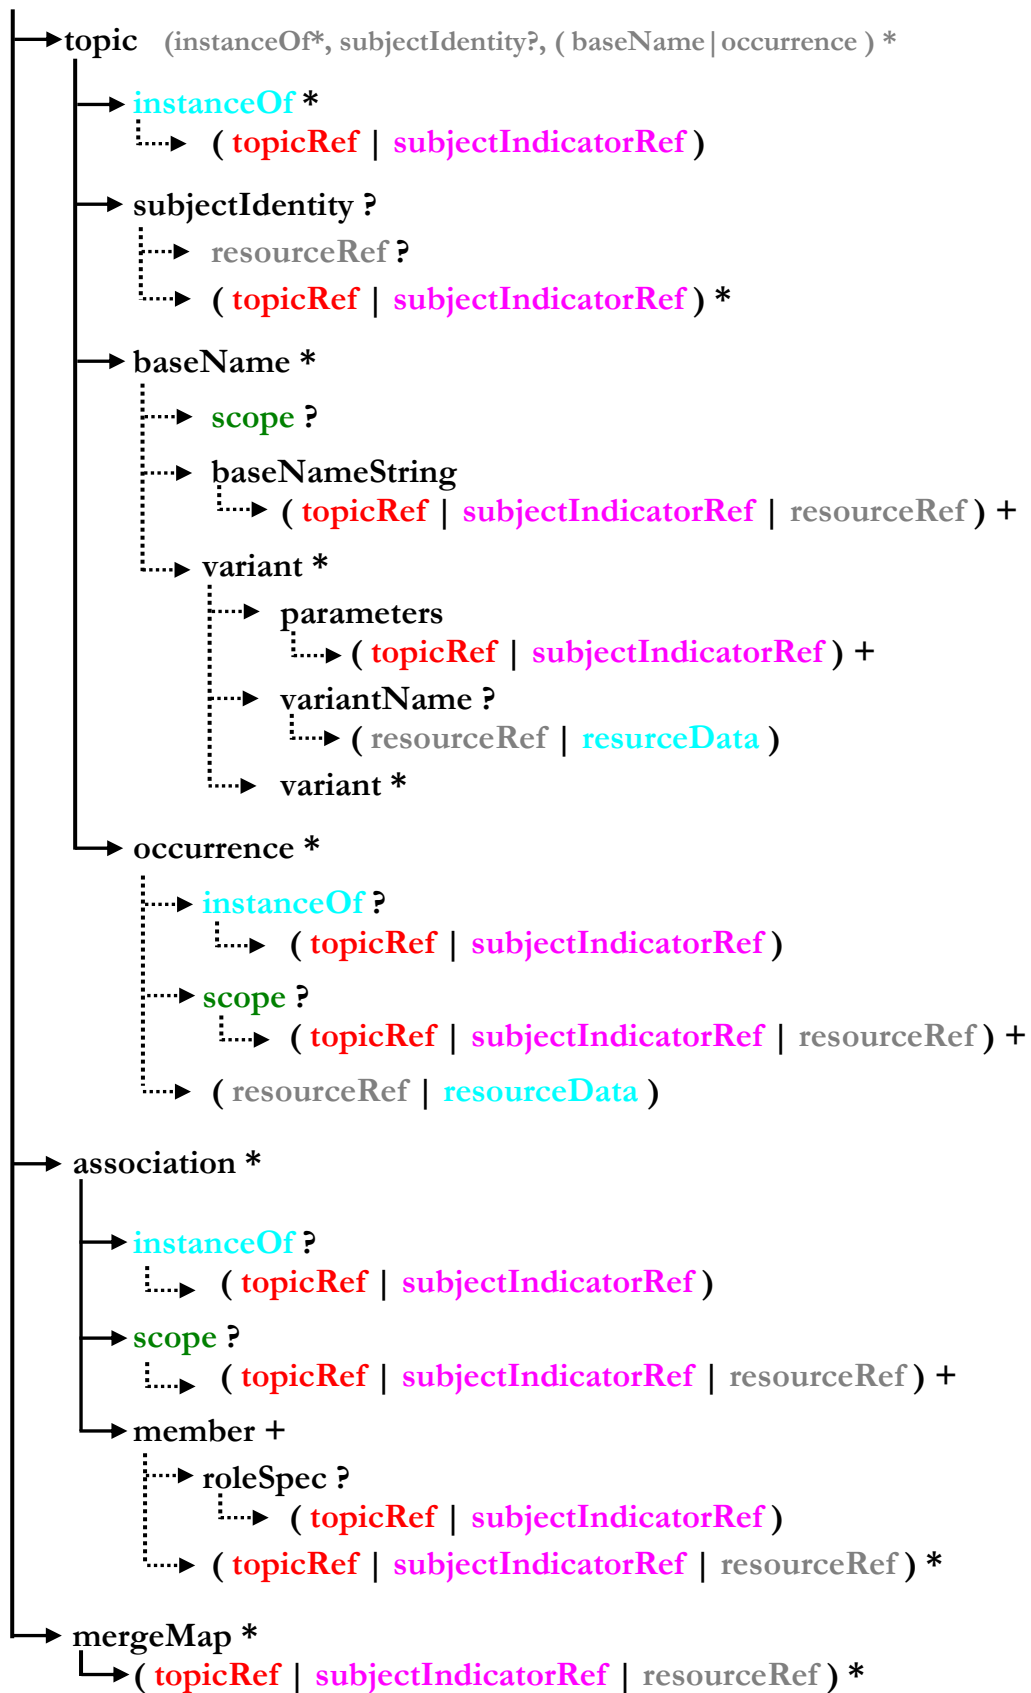 topic (instanceOf*, subjectIdentity?, ( baseName|occurrence ) *
instanceOf *
( topicRef | subjectIndicatorRef )
subjectIdentity ?
resourceRef ?
( topicRef | subjectIndicatorRef ) *
baseName *
scope ?
baseNameString
( topicRef | subjectIndicatorRef | resourceRef ) +
variant *
parameters
( topicRef | subjectIndicatorRef ) +
variantName ?
( resourceRef | resurceData )
variant *
occurrence *
instanceOf ?
( topicRef | subjectIndicatorRef )
scope ?
( topicRef | subjectIndicatorRef | resourceRef ) +
( resourceRef | resourceData )
association *
instanceOf ?
( topicRef | subjectIndicatorRef )
scope ?
( topicRef | subjectIndicatorRef | resourceRef ) +
member +
roleSpec ?
( topicRef | subjectIndicatorRef )
( topicRef | subjectIndicatorRef | resourceRef ) *
mergeMap *
( topicRef | subjectIndicatorRef | resourceRef ) *